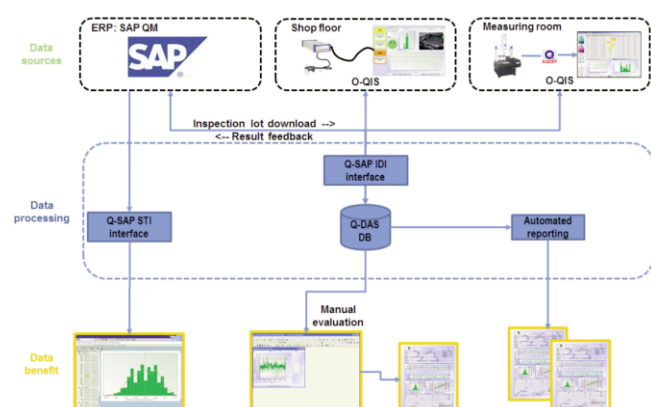 Data
sources
ERP: SAP QM
SAP
Shop floor
O-QIS
Measuring room
O-QIS
Inspection lot download -->
<-- Result feedback
Data
processing
Q-SAP STI
interface
Q-SAP IDI
interface
Q-DAS
DB
Automated
reporting
Manual
evaluation
Data
benefit